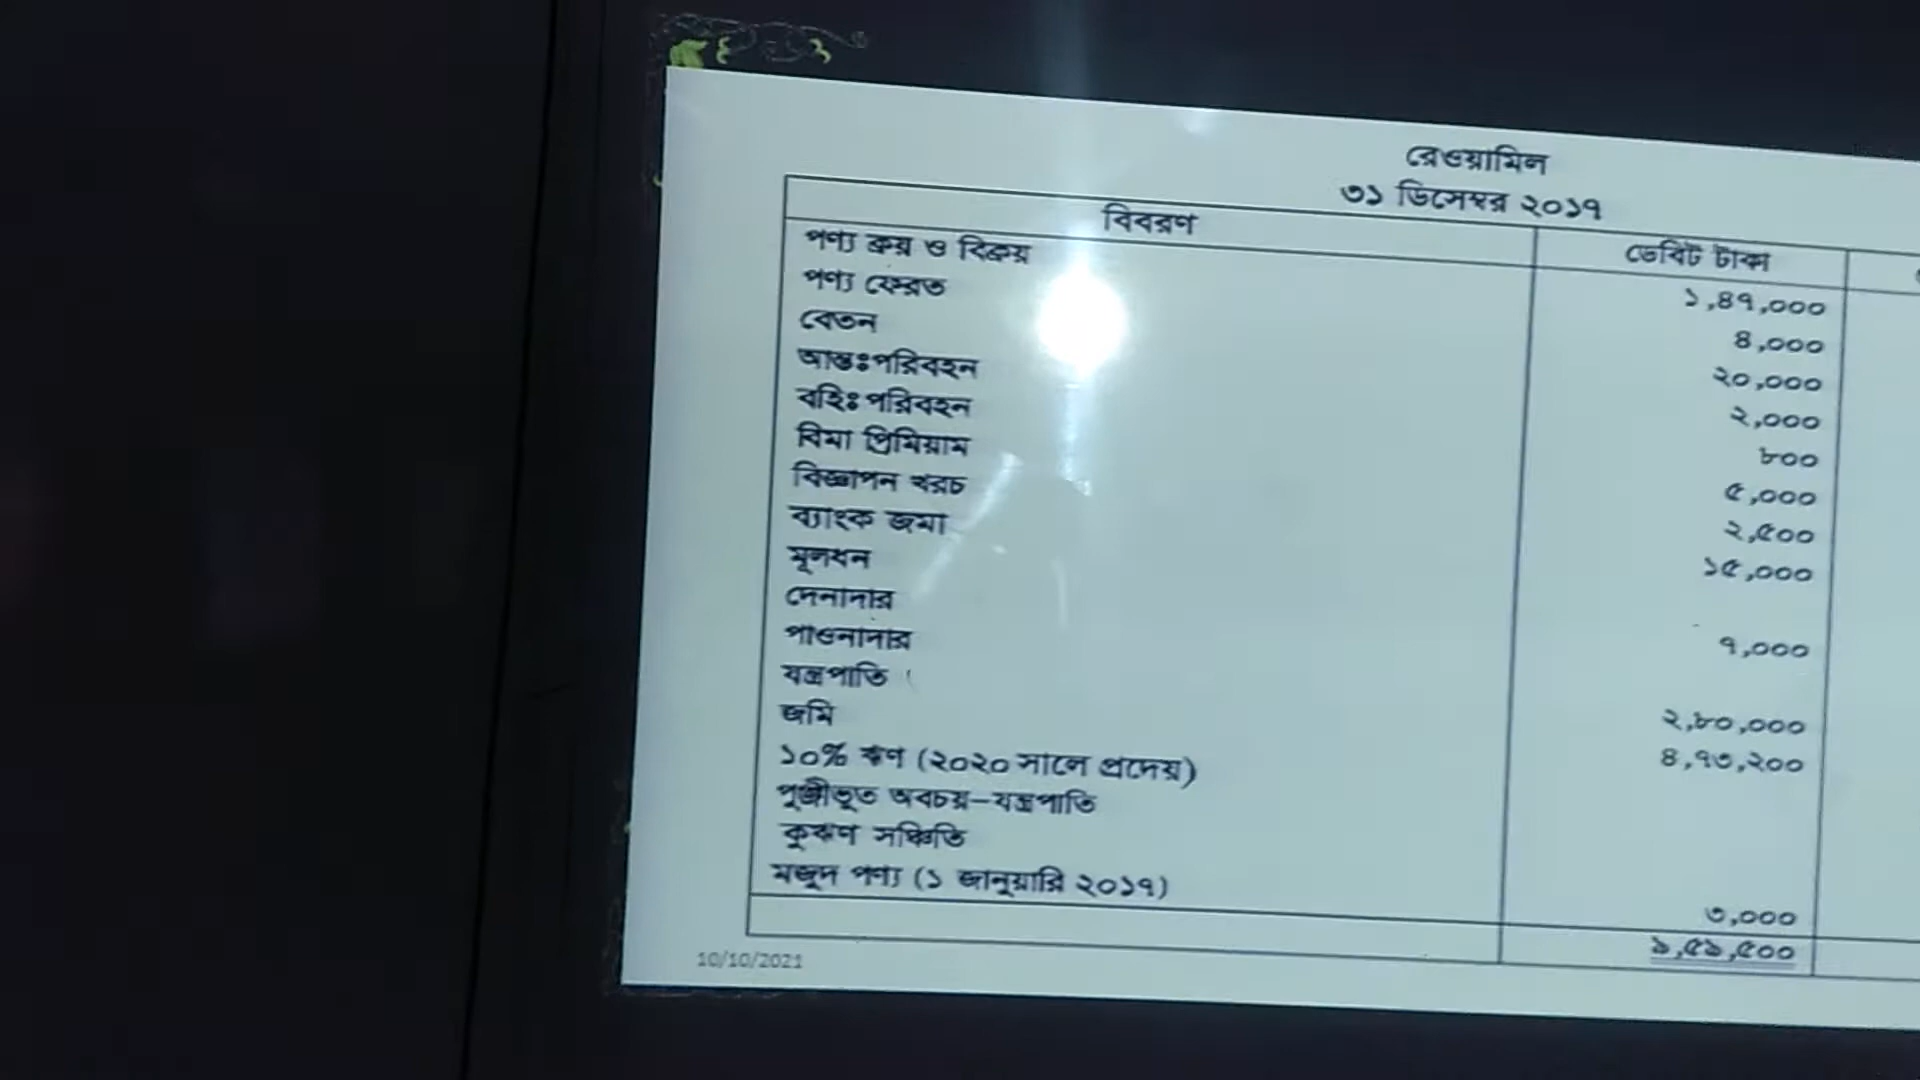 রেওয়ামিল
৩১ ডিসেম্বর ২০১৭
বিবরণ ডেবিট টাকা
পণ্য ক্রয় ও বিক্রয় ১,৪৭,০০০
পণ্য ফেরত ৪,০০০
বেতন ২০,০০০
আন্তঃপরিবহন ২,০০০
বহিঃ পরিবহন ৮০০
বিমা প্রিমিয়াম ৫,০০০
বিজ্ঞাপন খরচ ২,৫০০
ব্যাংক জমা ১৫,০০০
মূলধন
দেনাদার ৭,০০০
পাওনাদার
যন্ত্রপাতি ২,৮০,০০০
জমি ৪,৭৩,২০০
১০% ঋণ (২০২০ সালে প্রদেয়)
পুঞ্জীভূত অবচয়–যন্ত্রপাতি
কুঋণ সঞ্চিতি
মজুদ পণ্য (১ জানুয়ারি ২০১৭) ৩,০০০
৯,৫৯,৫০০
10/10/2021